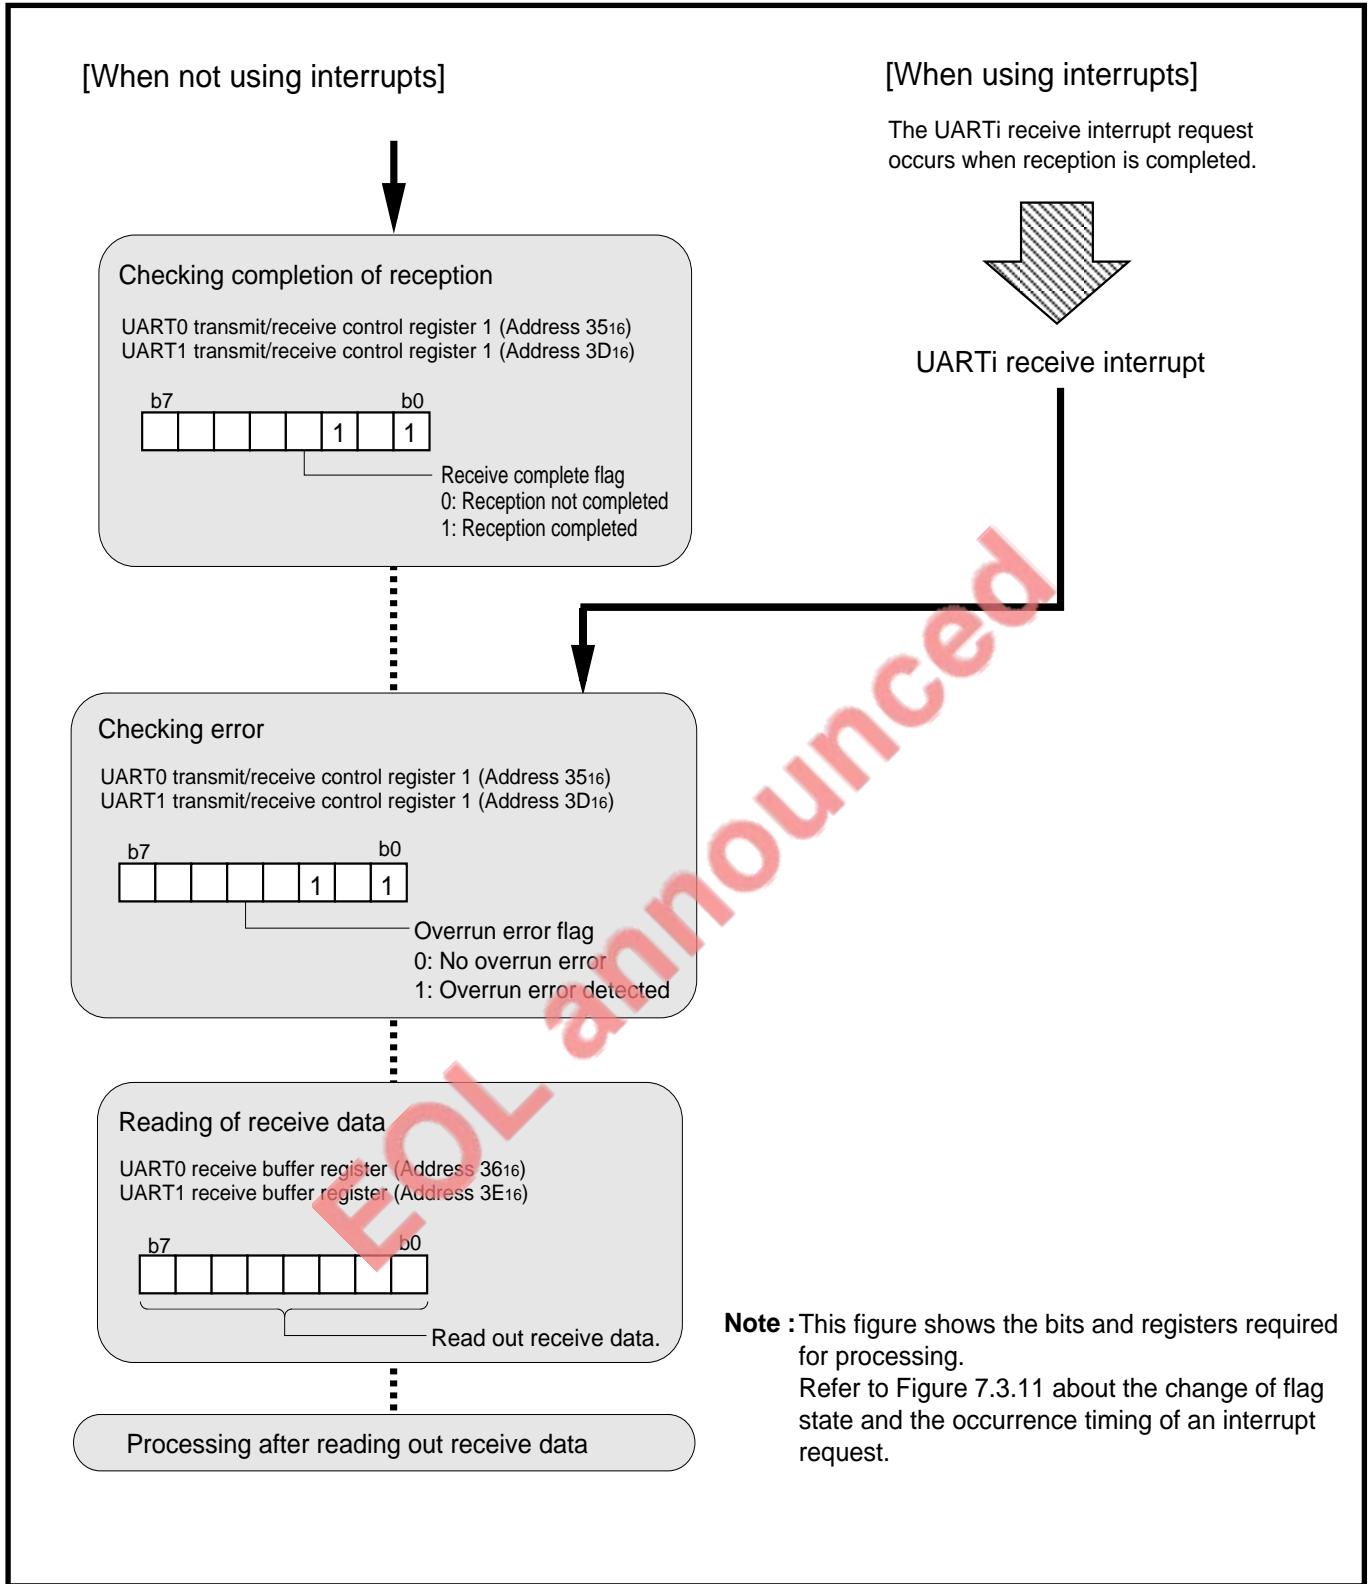 [When not using interrupts]
[When using interrupts]
The UARTi receive interrupt request
occurs when reception is completed.
UARTi receive interrupt
Checking completion of reception
UART0 transmit/receive control register 1 (Address 3516)
UART1 transmit/receive control register 1 (Address 3D16)
b7 b0
1 1
Receive complete flag
0: Reception not completed
1: Reception completed
Checking error
UART0 transmit/receive control register 1 (Address 3516)
UART1 transmit/receive control register 1 (Address 3D16)
b7 b0
1 1
Overrun error flag
0: No overrun error
1: Overrun error detected
Reading of receive data
UART0 receive buffer register (Address 3616)
UART1 receive buffer register (Address 3E16)
b7 b0
Read out receive data.
Processing after reading out receive data
Note : This figure shows the bits and registers required
for processing.
Refer to Figure 7.3.11 about the change of flag
state and the occurrence timing of an interrupt
request.
EOL announced